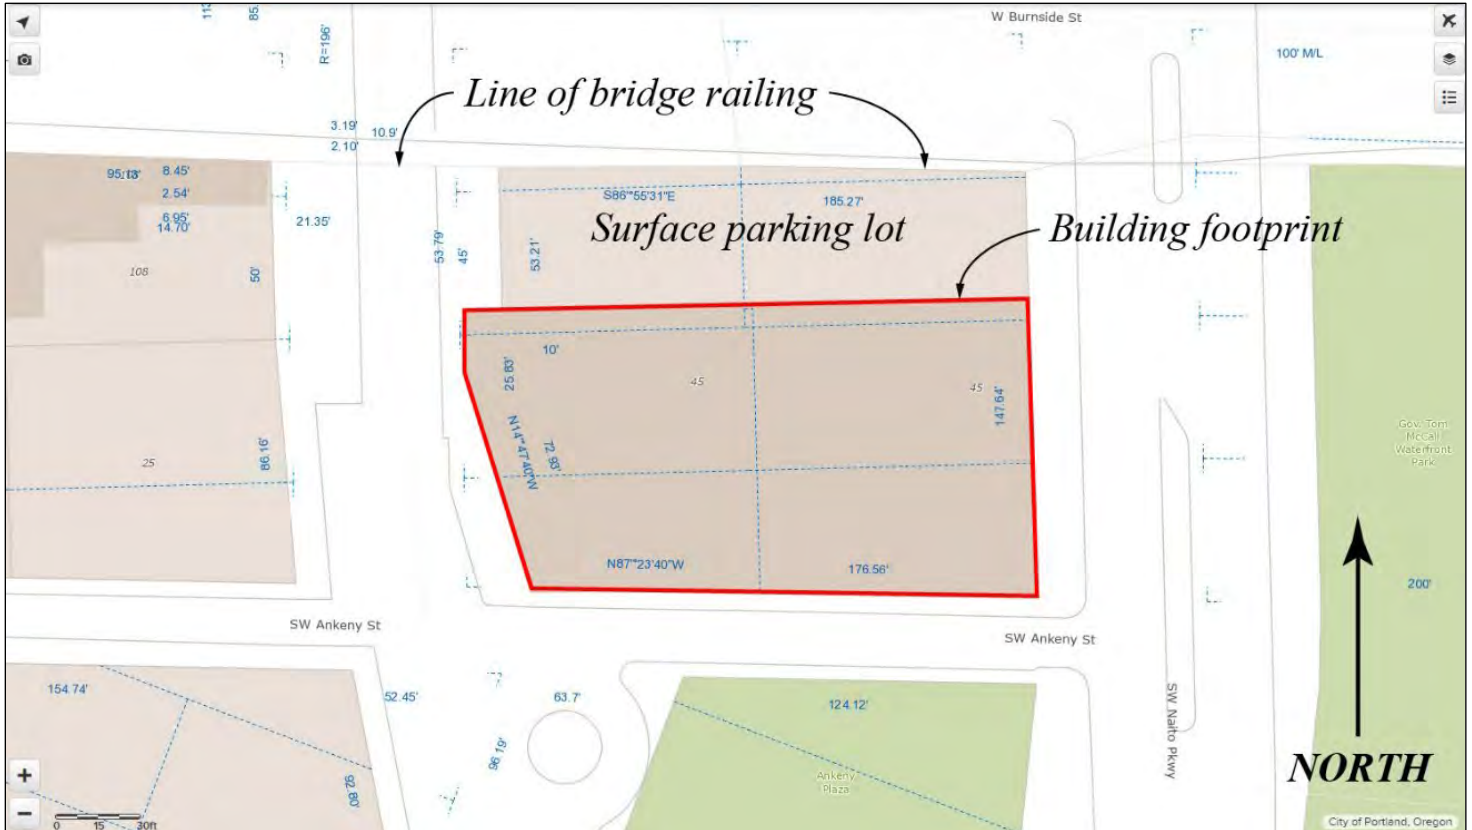 W Burnside St
R=196'
85.
100' M/L
Line of bridge railing
3.19'
10.9'
2.10'
8.45'
2.54'
6.95'
14.70'
21.35'
S86°55'31"E
185.27'
Surface parking lot
Building footprint
53.79'
45'
53.21'
108
50'
10'
25.83'
45
45
147.64'
Gov. Tom
McCall
Waterfront
Park
N14°47'40"W
72.93'
25
86.16'
N87°23'40"W
176.56'
200'
SW Ankeny St
SW Ankeny St
154.74'
52.45'
63.7'
124.12'
SW Naito Pkwy
96.19'
92.80'
Ankeny
Plaza
NORTH
0 15 30ft
City of Portland, Oregon